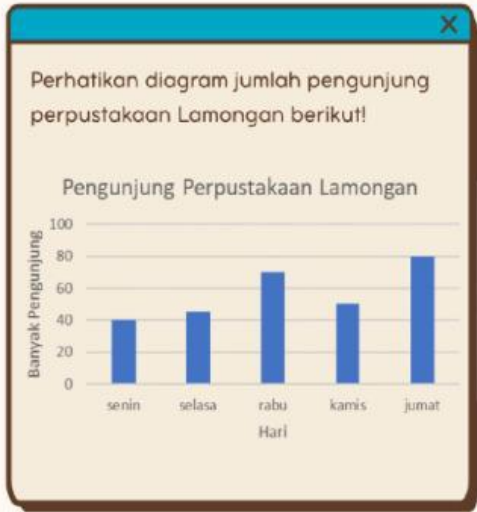 X
Perhatikan diagram jumlah pengunjung
perpustakaan Lamongan berikut!
Pengunjung Perpustakaan Lamongan
Banyak Pengunjung
100
80
60
40
20
0
senin selasa rabu kamis jumat
Hari